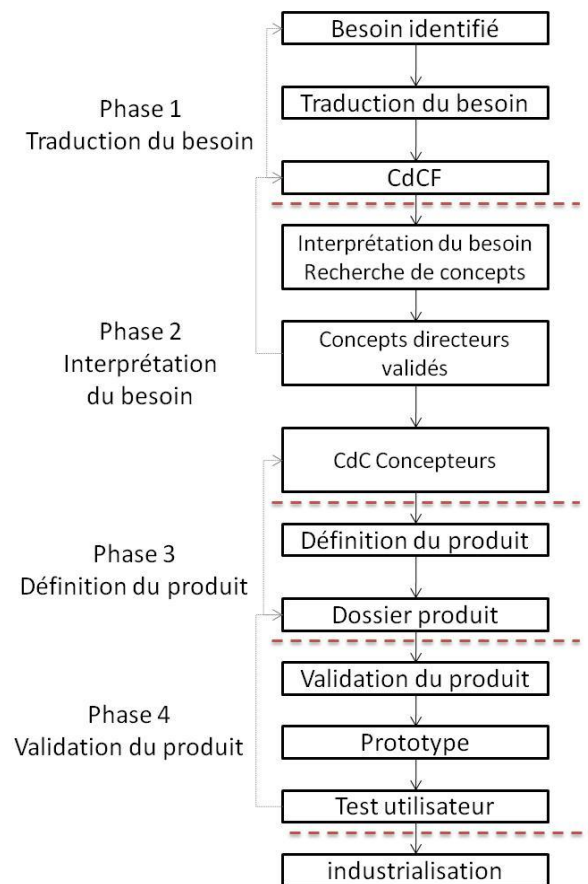 Besoin identifié
Phase 1
Traduction du besoin
Traduction du besoin
CdCF
Interprétation du besoin
Recherche de concepts
Phase 2
Interprétation
du besoin
Concepts directeurs
validés
CdC Concepteurs
Phase 3
Définition du produit
Définition du produit
Dossier produit
Phase 4
Validation du produit
Validation du produit
Prototype
Test utilisateur
industrialisation